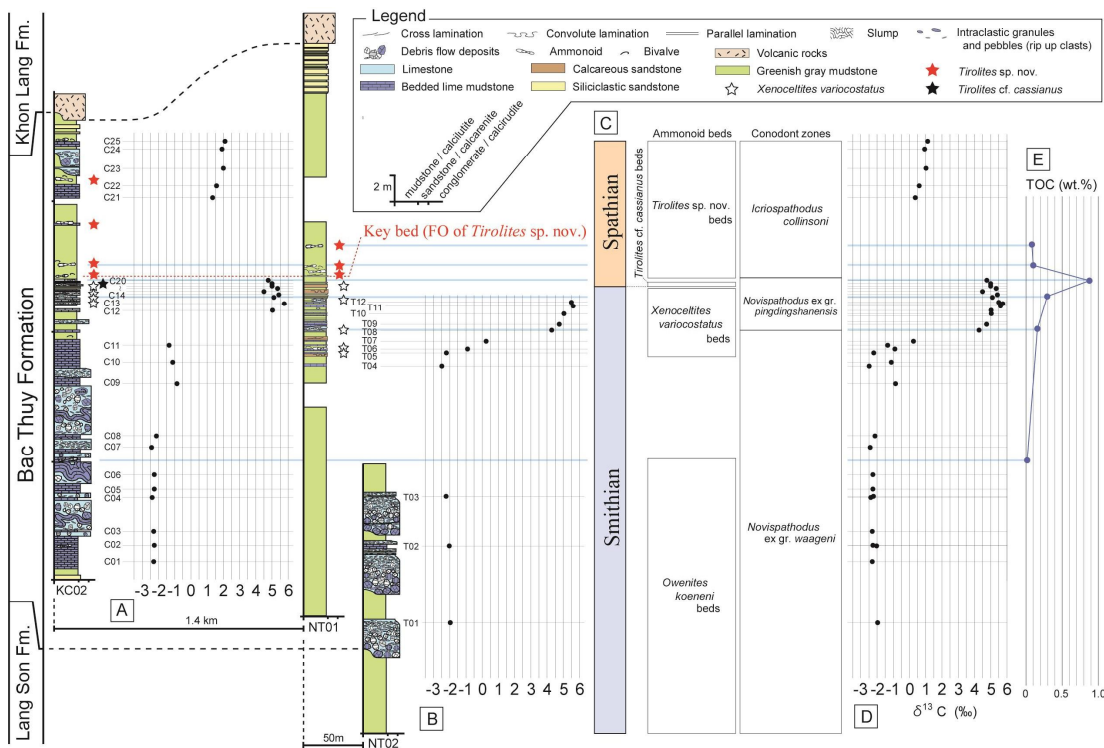 Legend
Cross lamination
Convolute lamination
Parallel lamination
Slump
Intraclastic granules
and pebbles (rip up clasts)
Debris flow deposits
Ammonoid
Bivalve
Volcanic rocks
Limestone
Calcareous sandstone
Greenish gray mudstone
Tirolites sp. nov.
Bedded lime mudstone
Siliciclastic sandstone
Xenoceltites variocostatus
Tirolites cf. cassianus
2 m
mudstone / calcilutite
sandstone / calcarenite
conglomerate / calcirudite
Khon Lang Fm.
Bac Thuy Formation
Lang Son Fm.
C25
C24
C23
C22
C21
C20
C14
C13
C12
C11
C10
C09
C08
C07
C06
C05
C04
C03
C02
C01
KC02
-3 -2 -1 0 1 2 3 4 5 6
A
1.4 km
NT01
Key bed (FO of Tirolites sp. nov.)
T12
T11
T10
T09
T08
T07
T06
T05
T04
T03
T02
T01
-3 -2 -1 0 1 2 3 4 5 6
B
50m
NT02
C
Ammonoid beds
Conodont zones
Spathian
Smithian
Tirolites cf. cassianus beds
Tirolites sp. nov.
beds
Icriospathodus
collinsoni
Xenoceltites
variocostatus
beds
Novispathodus ex gr.
pingdingshanensis
Owenites
koeneni
beds
Novispathodus
ex gr. waageni
-3 -2 -1 0 1 2 3 4 5 6
D
δ13 C (‰)
E
TOC (wt.%)
0 0.5 1.0